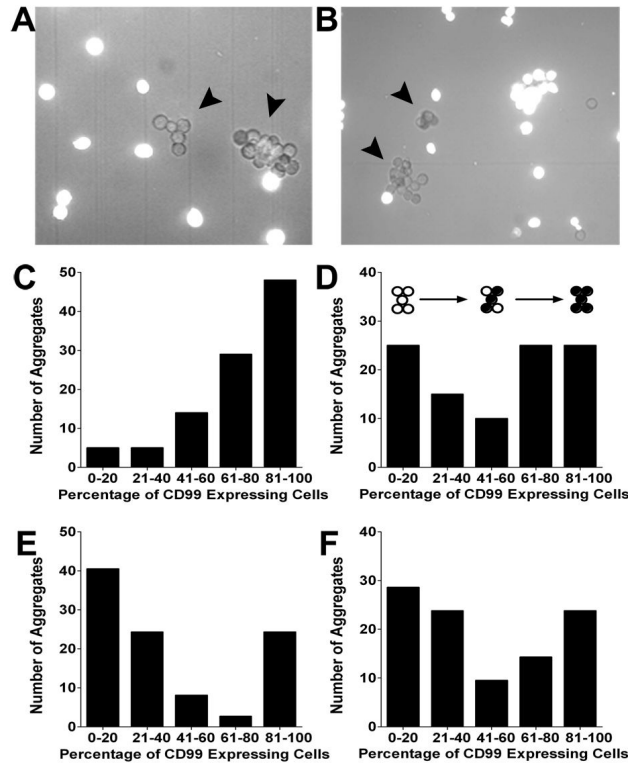 A
B
C
Number of Aggregates
50
40
30
20
10
0
0-20 21-40 41-60 61-80 81-100
Percentage of CD99 Expressing Cells
D
Number of Aggregates
40
30
20
10
0
0-20 21-40 41-60 61-80 81-100
Percentage of CD99 Expressing Cells
E
Number of Aggregates
50
40
30
20
10
0
0-20 21-40 41-60 61-80 81-100
Percentage of CD99 Expressing Cells
F
Number of Aggregates
40
30
20
10
0
0-20 21-40 41-60 61-80 81-100
Percentage of CD99 Expressing Cells